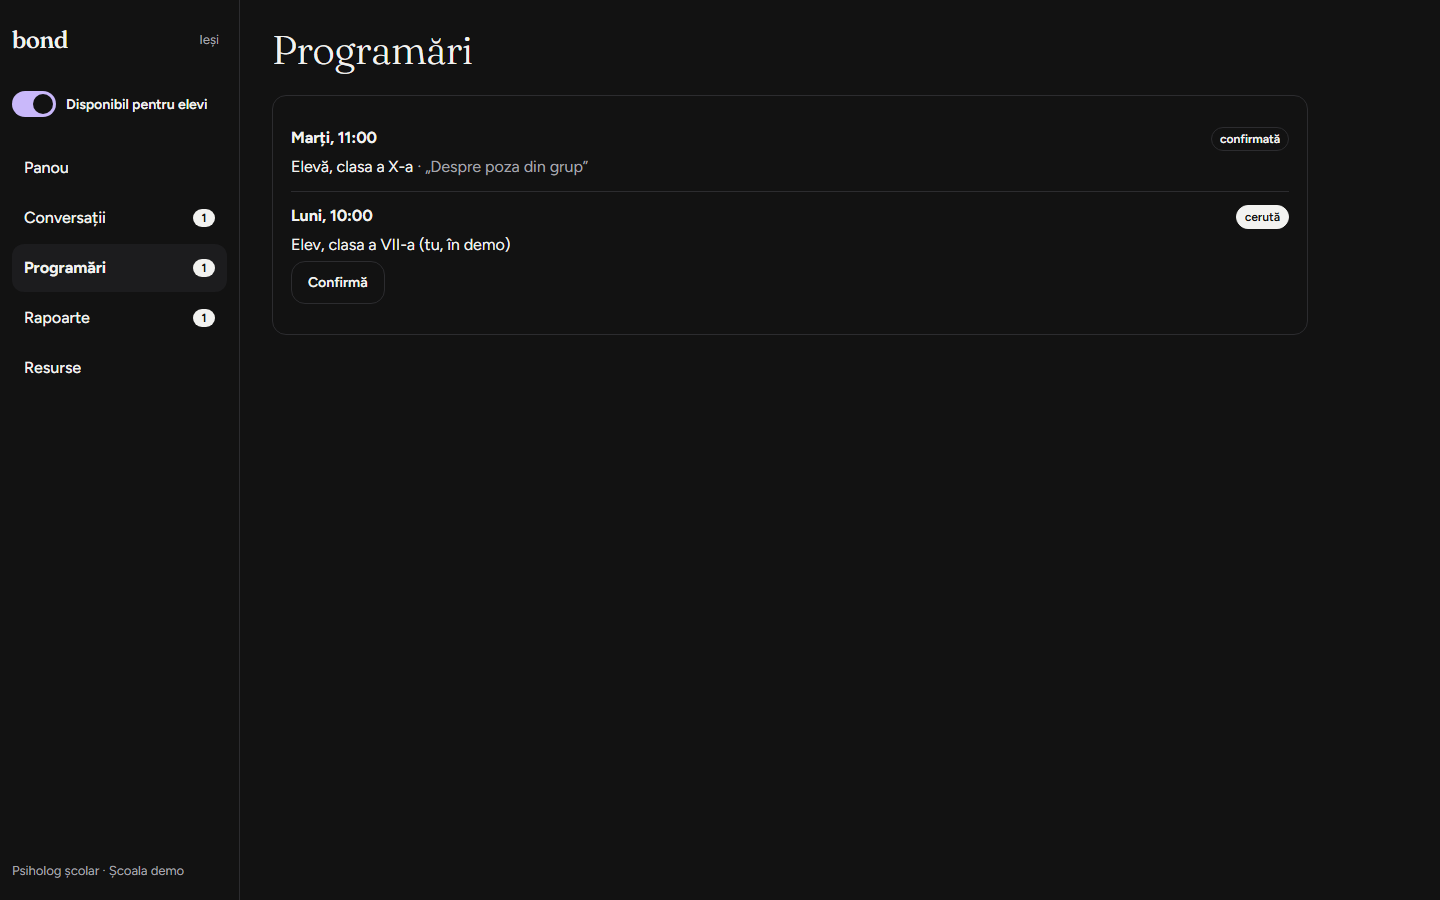 bond
Ieși
Disponibil pentru elevi
Panou
Conversații 1
Programări 1
Rapoarte 1
Resurse
Psiholog școlar · Școala demo
Programări
Marți, 11:00
confirmată
Elevă, clasa a X-a · „Despre poza din grup”
Luni, 10:00
cerută
Elev, clasa a VII-a (tu, în demo)
Confirmă